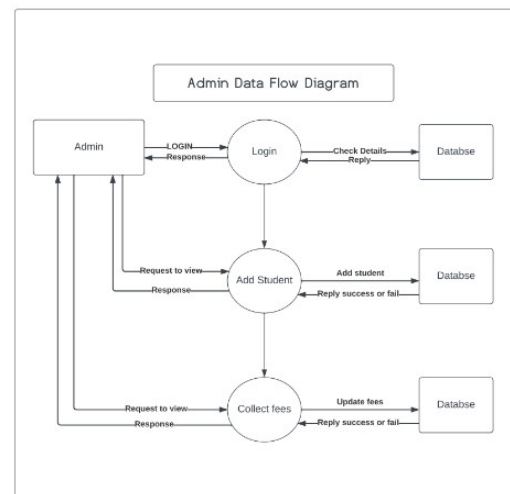 Admin Data Flow Diagram
Admin
LOGIN
Response
Login
Check Details
Reply
Databse
Request to view
Response
Add Student
Add student
Reply success or fail
Databse
Request to view
Response
Collect fees
Update fees
Reply success or fail
Databse